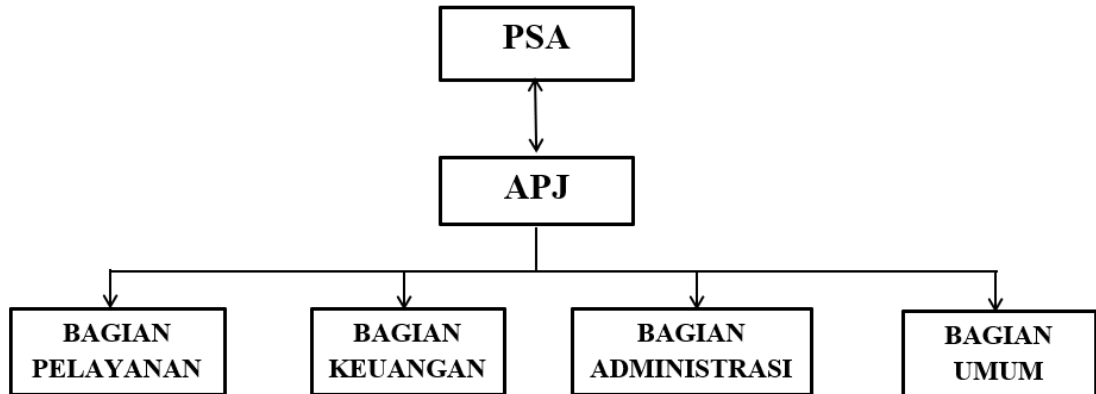 PSA
APJ
BAGIAN
PELAYANAN
BAGIAN
KEUANGAN
BAGIAN
ADMINISTRASI
BAGIAN
UMUM